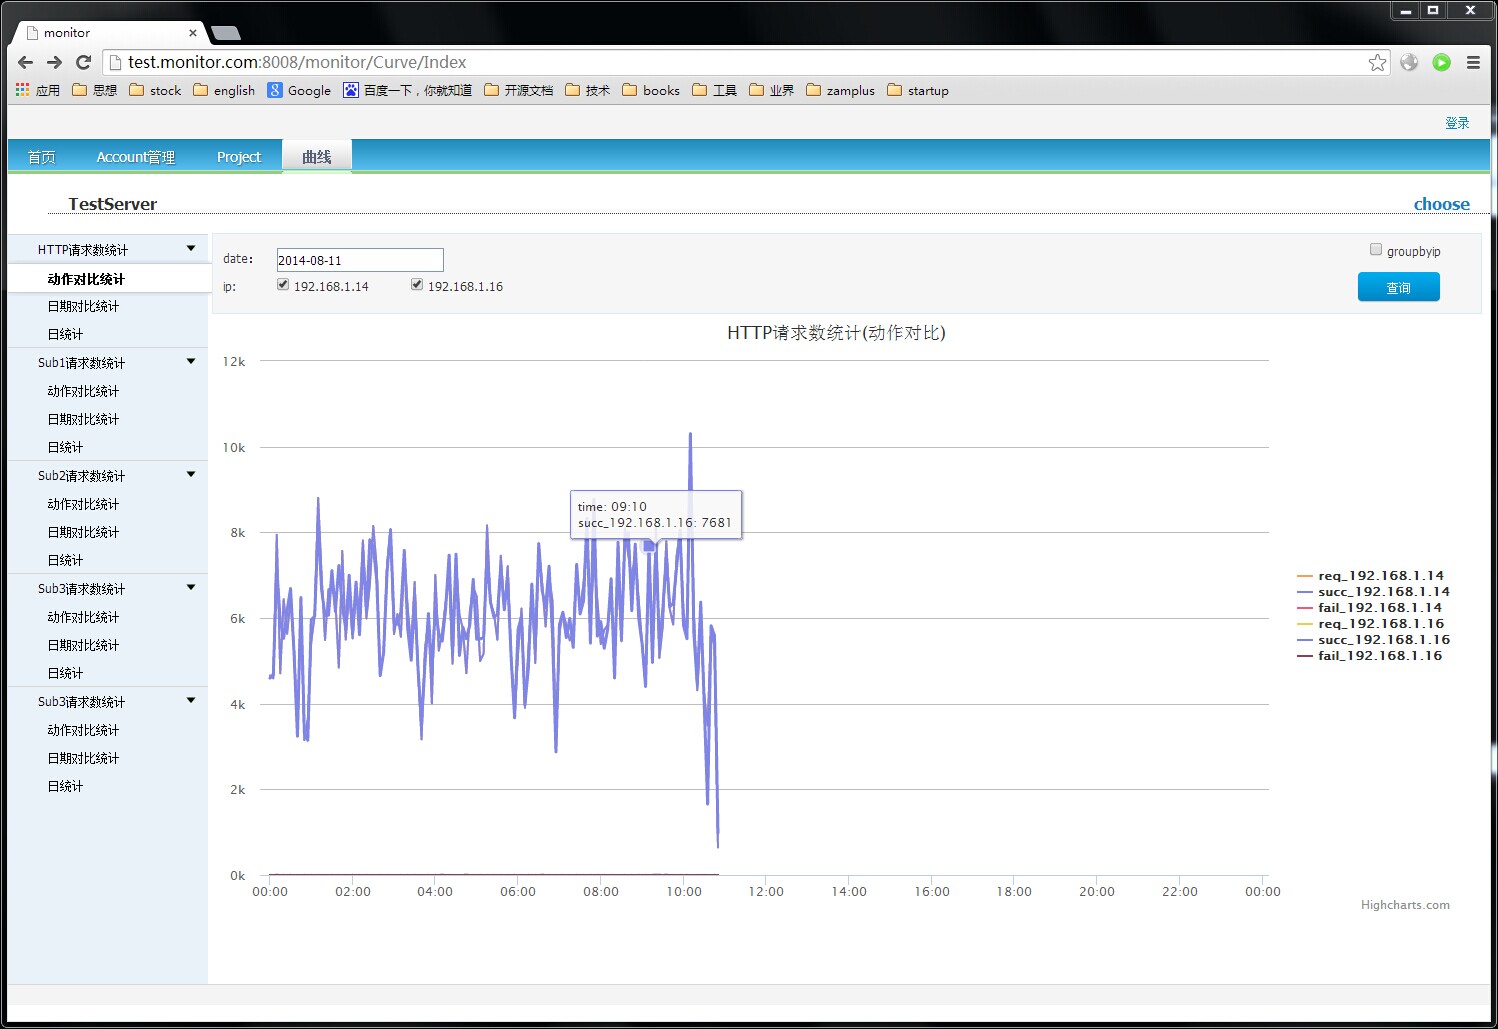 monitor
test.monitor.com:8008/monitor/Curve/Index
应用 思想 stock english Google 百度一下，你就知道 开源文档 技术 books 工具 业界 zamplus startup
登录
首页 Account管理 Project 曲线
TestServer choose
HTTP请求数统计
动作对比统计
日期对比统计
日统计
Sub1请求数统计
动作对比统计
日期对比统计
日统计
Sub2请求数统计
动作对比统计
日期对比统计
日统计
Sub3请求数统计
动作对比统计
日期对比统计
日统计
Sub3请求数统计
动作对比统计
日期对比统计
日统计
date: 2014-08-11 groupbyip
ip: 192.168.1.14 192.168.1.16 查询
HTTP请求数统计(动作对比)
12k
10k
8k
6k
4k
2k
0k
time: 09:10
succ_192.168.1.16: 7681
00:00 02:00 04:00 06:00 08:00 10:00 12:00 14:00 16:00 18:00 20:00 22:00 00:00
req_192.168.1.14
succ_192.168.1.14
fail_192.168.1.14
req_192.168.1.16
succ_192.168.1.16
fail_192.168.1.16
Highcharts.com